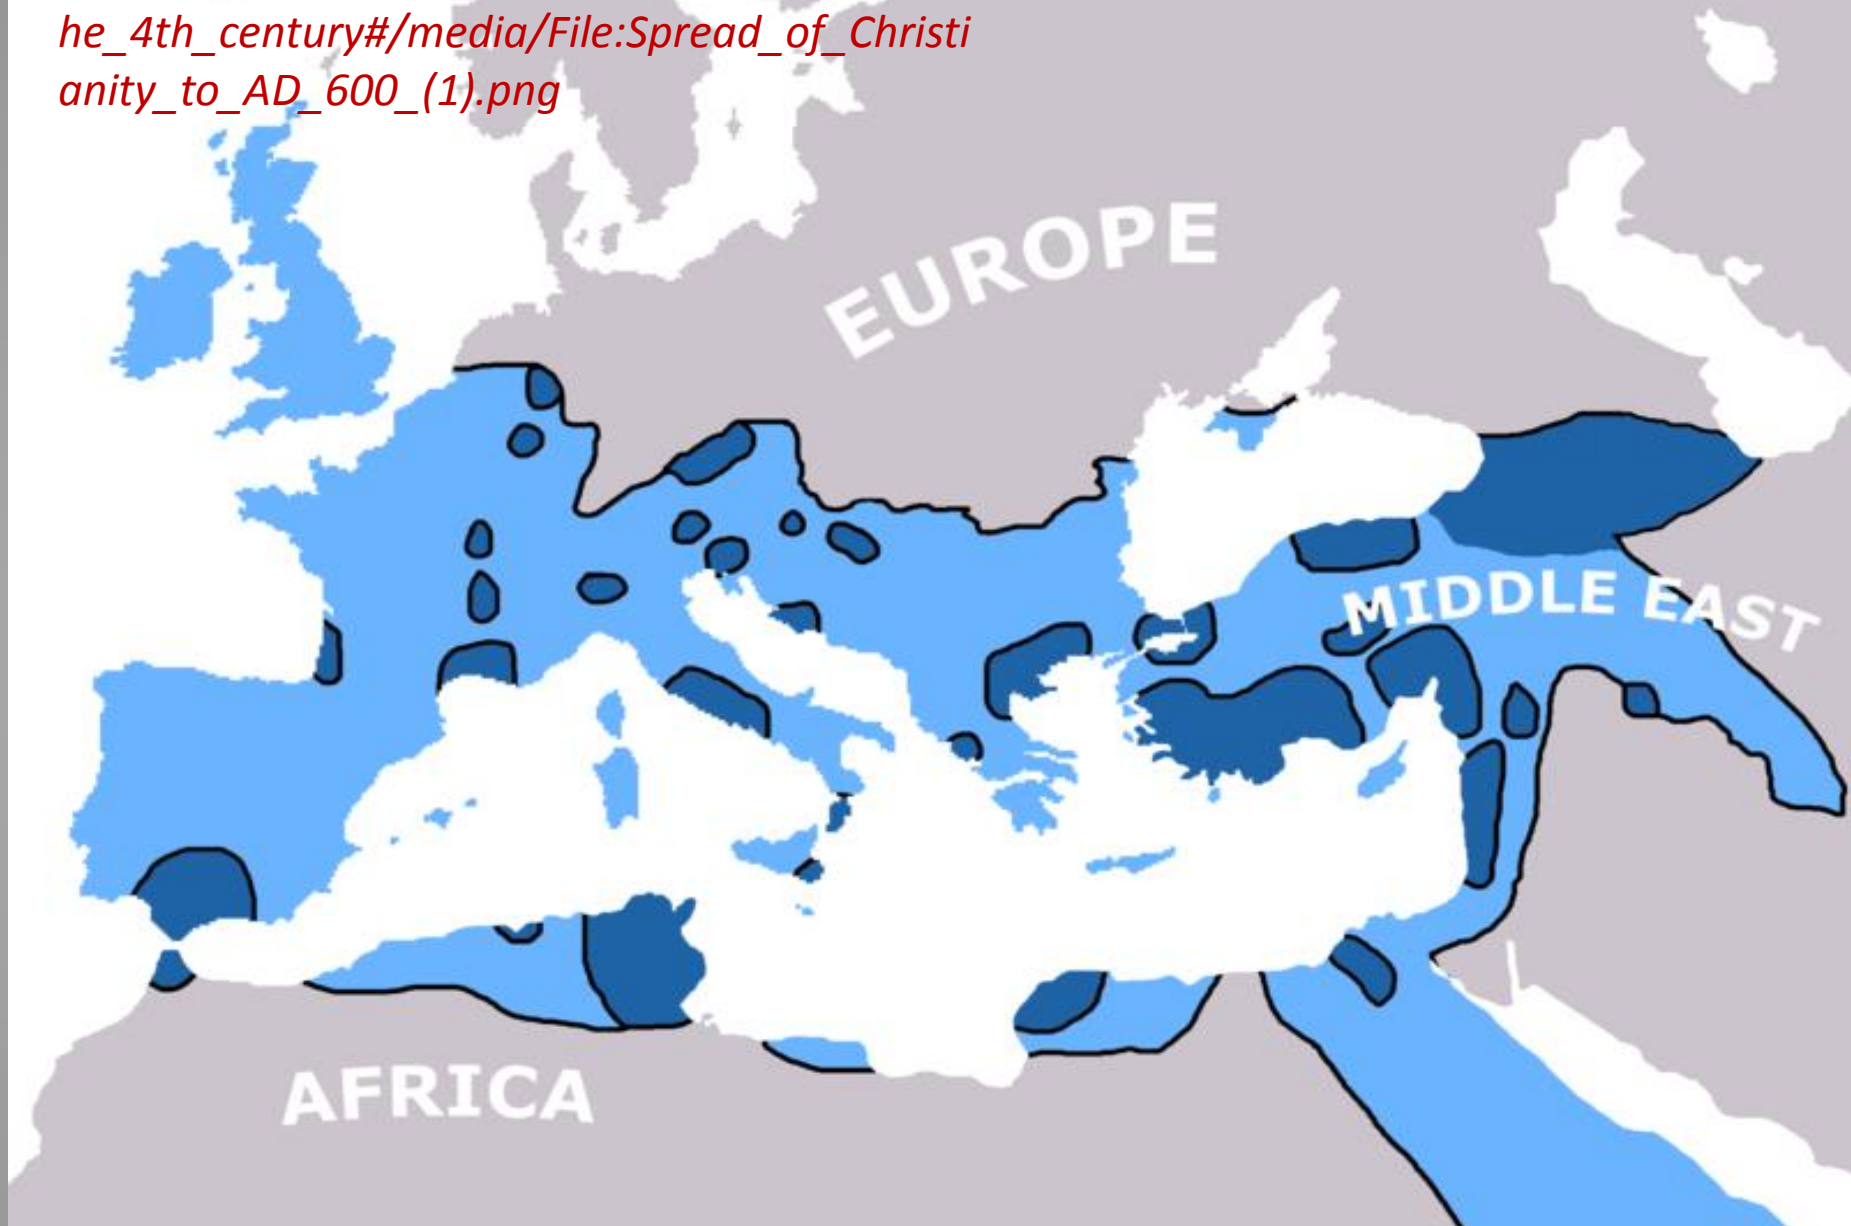 he_4th_century#/media/File:Spread_of_Christi
anity_to_AD_600_(1).png
EUROPE
MIDDLE EAST
AFRICA